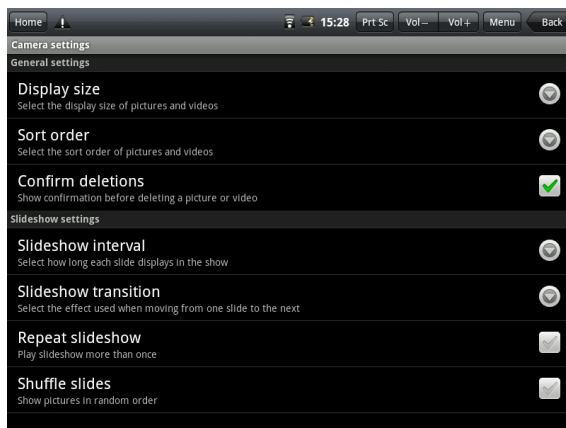 Home 15:28 Prt Sc Vol- Vol+ Menu Back
Camera settings
General settings
Display size
Select the display size of pictures and videos
Sort order
Select the sort order of pictures and videos
Confirm deletions
Show confirmation before deleting a picture or video
Slideshow settings
Slideshow interval
Select how long each slide displays in the show
Slideshow transition
Select the effect used when moving from one slide to the next
Repeat slideshow
Play slideshow more than once
Shuffle slides
Show pictures in random order